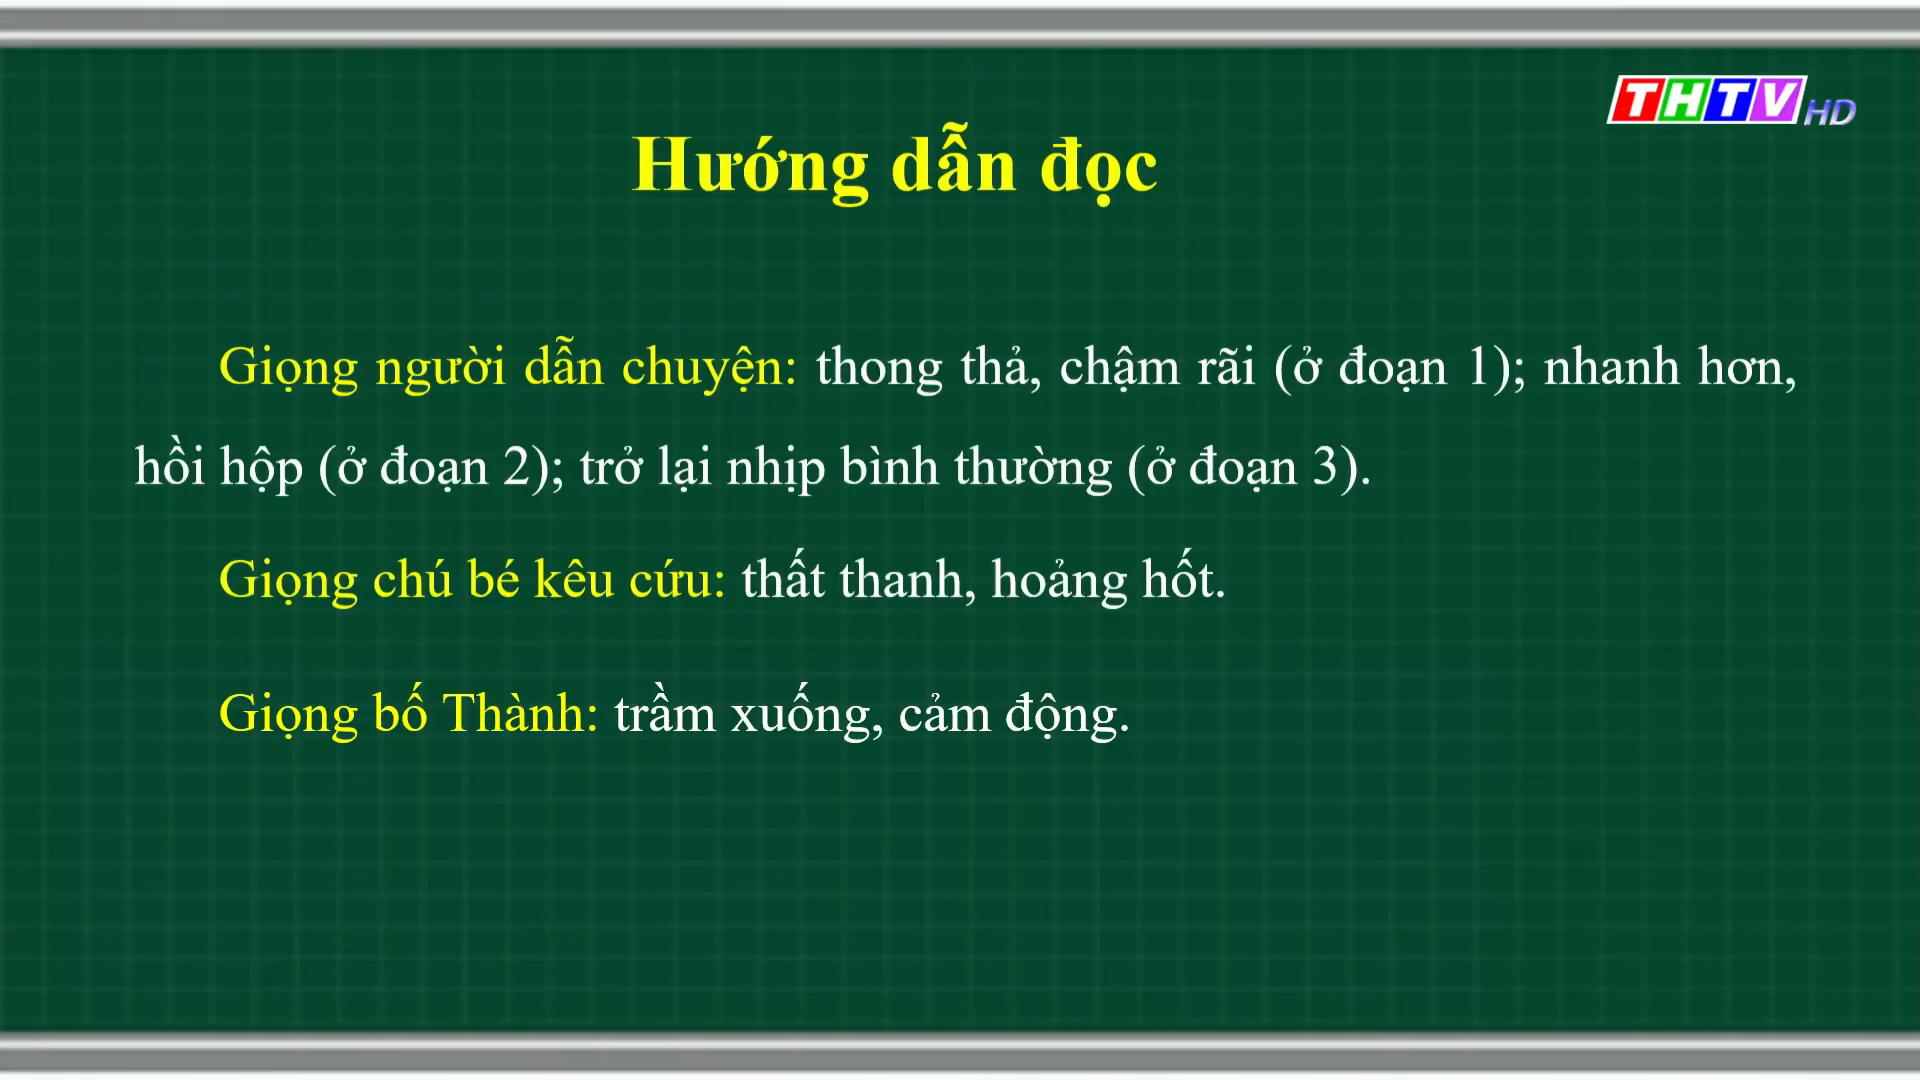 THTV HD
Hướng dẫn đọc
Giọng người dẫn chuyện: thong thả, chậm rãi (ở đoạn 1); nhanh hơn,
hồi hộp (ở đoạn 2); trở lại nhịp bình thường (ở đoạn 3).
Giọng chú bé kêu cứu: thất thanh, hoảng hốt.
Giọng bố Thành: trầm xuống, cảm động.